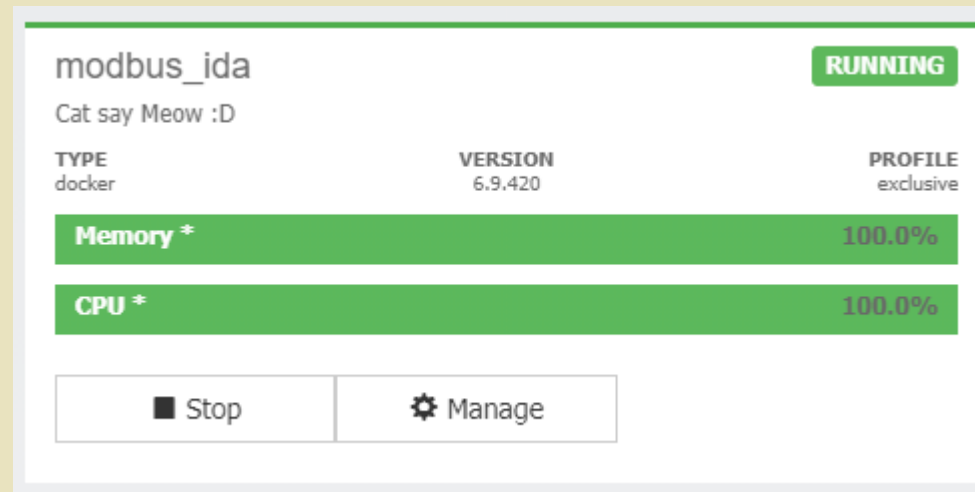 modbus_ida RUNNING
Cat say Meow :D
TYPE VERSION PROFILE
docker 6.9.420 exclusive
Memory * 100.0%
CPU * 100.0%
Stop Manage